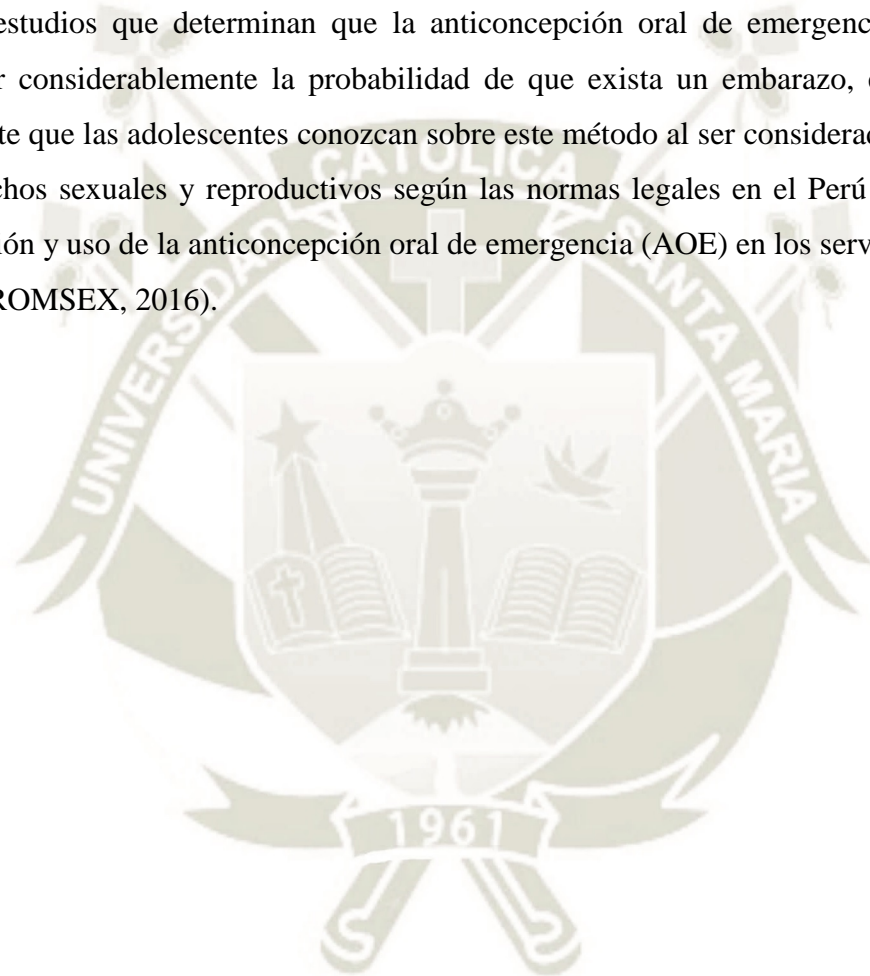 estudios que determinan que la anticoncepción oral de emergenc
r considerablemente la probabilidad de que exista un embarazo,
te que las adolescentes conozcan sobre este método al ser considerad
chos sexuales y reproductivos según las normas legales en el Perú
ión y uso de la anticoncepción oral de emergencia (AOE) en los serv
ROMSEX, 2016).
UNIVERSIDAD CATOLICA SANTA MARIA
1961